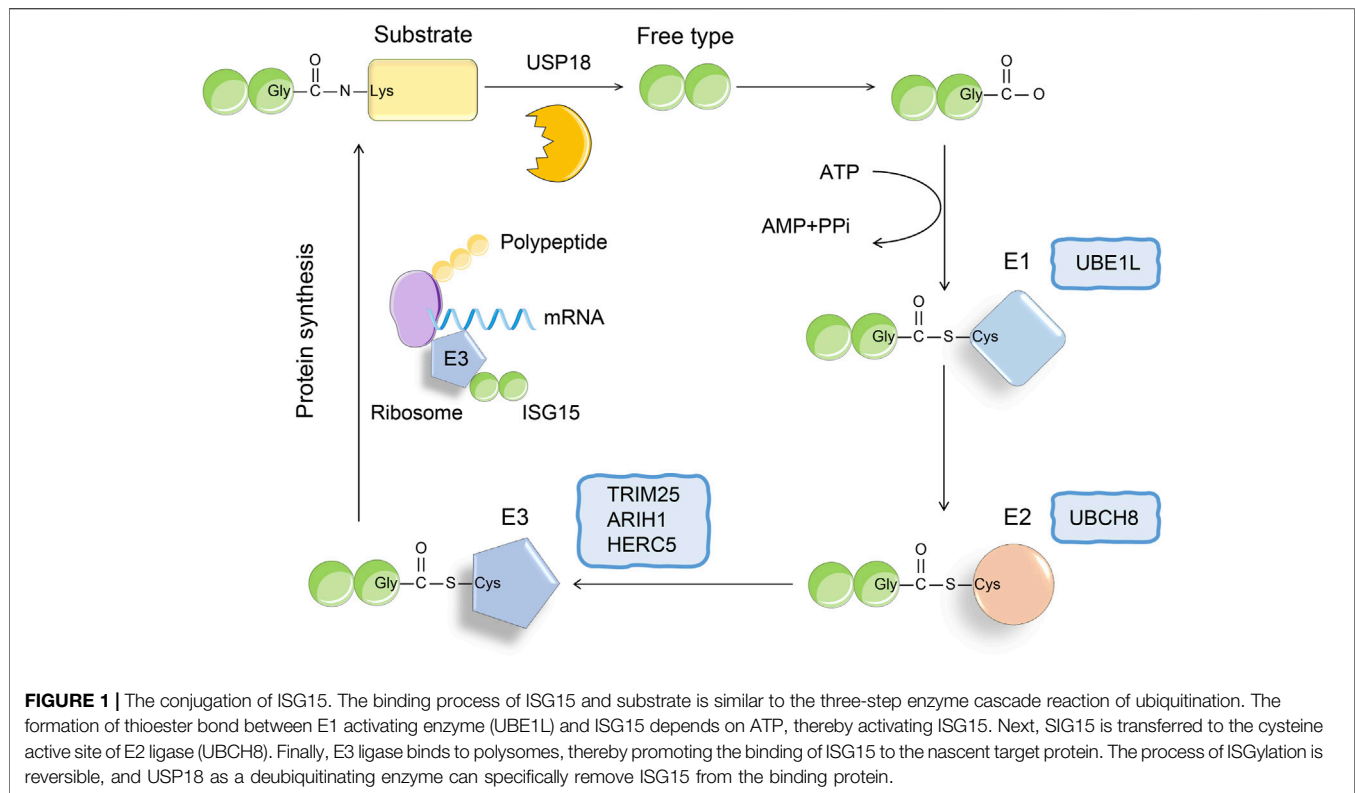 Substrate
USP18
Free type
Gly
O
C
N
Lys
Gly
O
C
O
ATP
AMP+PPi
E1
UBE1L
Gly
O
C
S
Cys
Protein synthesis
Polypeptide
mRNA
E3
Ribosome
ISG15
E2
UBCH8
Gly
O
C
S
Cys
TRIM25
ARIH1
HERC5
E3
Gly
O
C
S
Cys
FIGURE 1 | The conjugation of ISG15. The binding process of ISG15 and substrate is similar to the three-step enzyme cascade reaction of ubiquitination. The
formation of thioester bond between E1 activating enzyme (UBE1L) and ISG15 depends on ATP, thereby activating ISG15. Next, SIG15 is transferred to the cysteine
active site of E2 ligase (UBCH8). Finally, E3 ligase binds to polysomes, thereby promoting the binding of ISG15 to the nascent target protein. The process of ISGylation is
reversible, and USP18 as a deubiquitinating enzyme can specifically remove ISG15 from the binding protein.